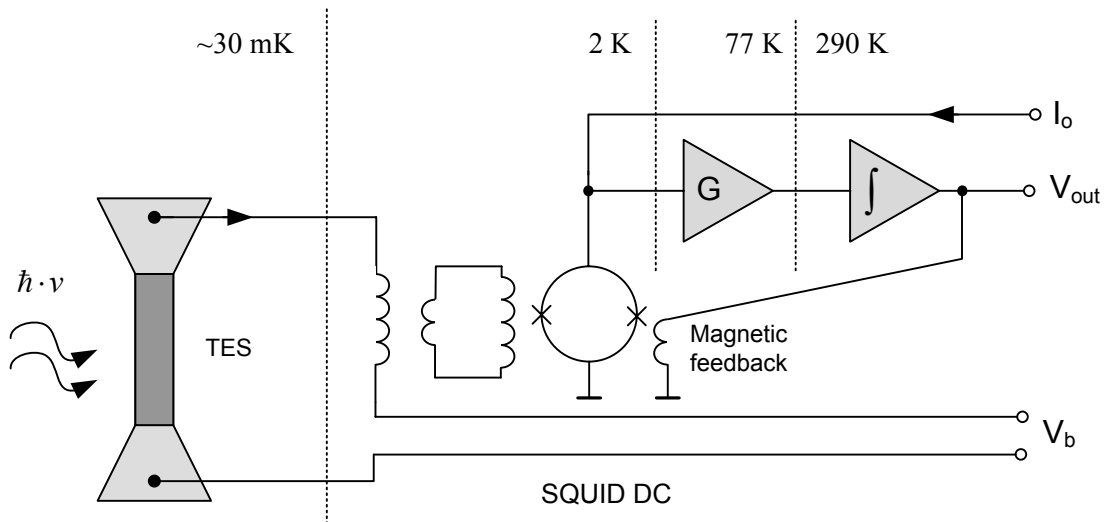 ~30 mK
2 K
77 K
290 K
I₀
G
∫
V_out
ħ · ν
TES
Magnetic
feedback
V_b
SQUID DC